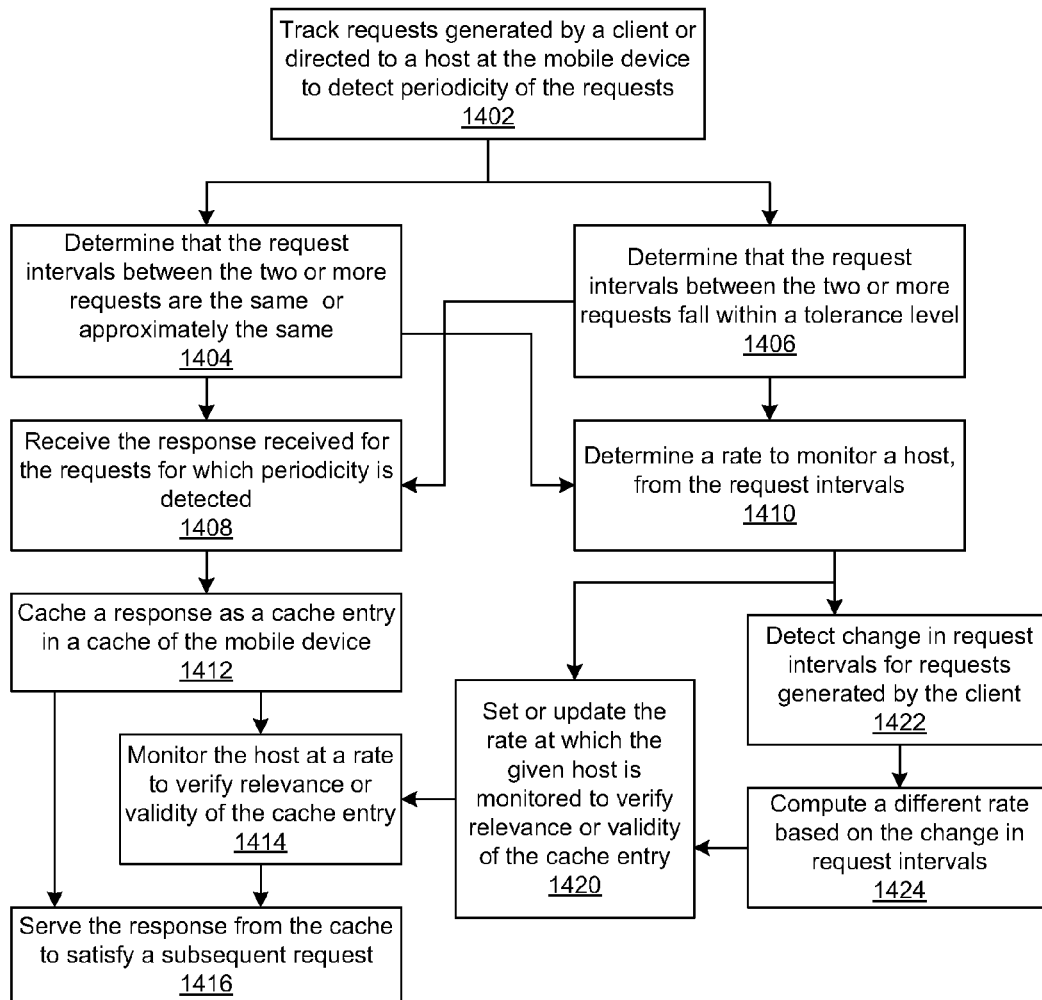 Track requests generated by a client or
directed to a host at the mobile device
to detect periodicity of the requests
1402
Determine that the request
intervals between the two or more
requests are the same or
approximately the same
1404
Determine that the request
intervals between the two or more
requests fall within a tolerance level
1406
Receive the response received for
the requests for which periodicity is
detected
1408
Determine a rate to monitor a host,
from the request intervals
1410
Cache a response as a cache entry
in a cache of the mobile device
1412
Detect change in request
intervals for requests
generated by the client
1422
Set or update the
rate at which the
given host is
monitored to verify
relevance or validity
of the cache entry
1420
Monitor the host at a rate
to verify relevance or
validity of the cache entry
1414
Compute a different rate
based on the change in
request intervals
1424
Serve the response from the cache
to satisfy a subsequent request
1416